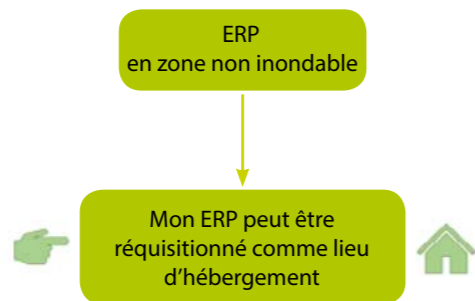 ERP
en zone non inondable
Mon ERP peut être
réquisitionné comme lieu
d’hébergement